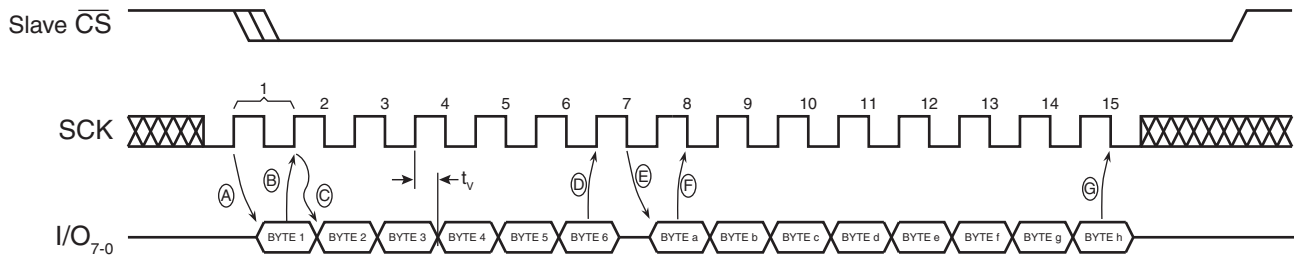 Slave CS
1
2 3 4 5 6 7 8 9 10 11 12 13 14 15
SCK
A B C tv D E F G
I/O7-0
BYTE 1 BYTE 2 BYTE 3 BYTE 4 BYTE 5 BYTE 6 BYTE a BYTE b BYTE c BYTE d BYTE e BYTE f BYTE g BYTE h